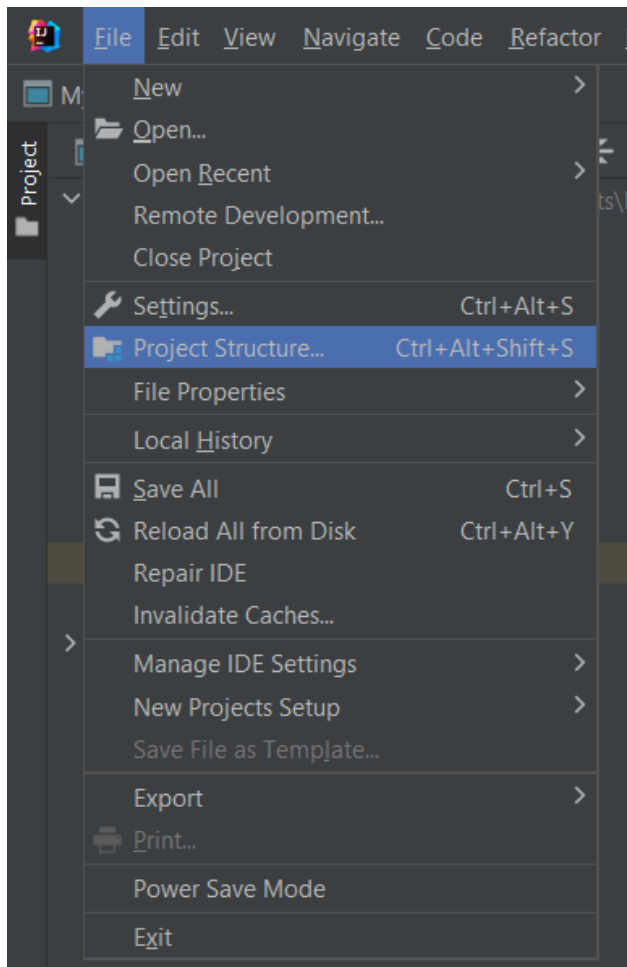 IJ
File Edit View Navigate Code Refactor
Project
New
Open...
Open Recent
Remote Development...
Close Project
Settings... Ctrl+Alt+S
Project Structure... Ctrl+Alt+Shift+S
File Properties
Local History
Save All Ctrl+S
Reload All from Disk Ctrl+Alt+Y
Repair IDE
Invalidate Caches...
Manage IDE Settings
New Projects Setup
Save File as Template...
Export
Print...
Power Save Mode
Exit